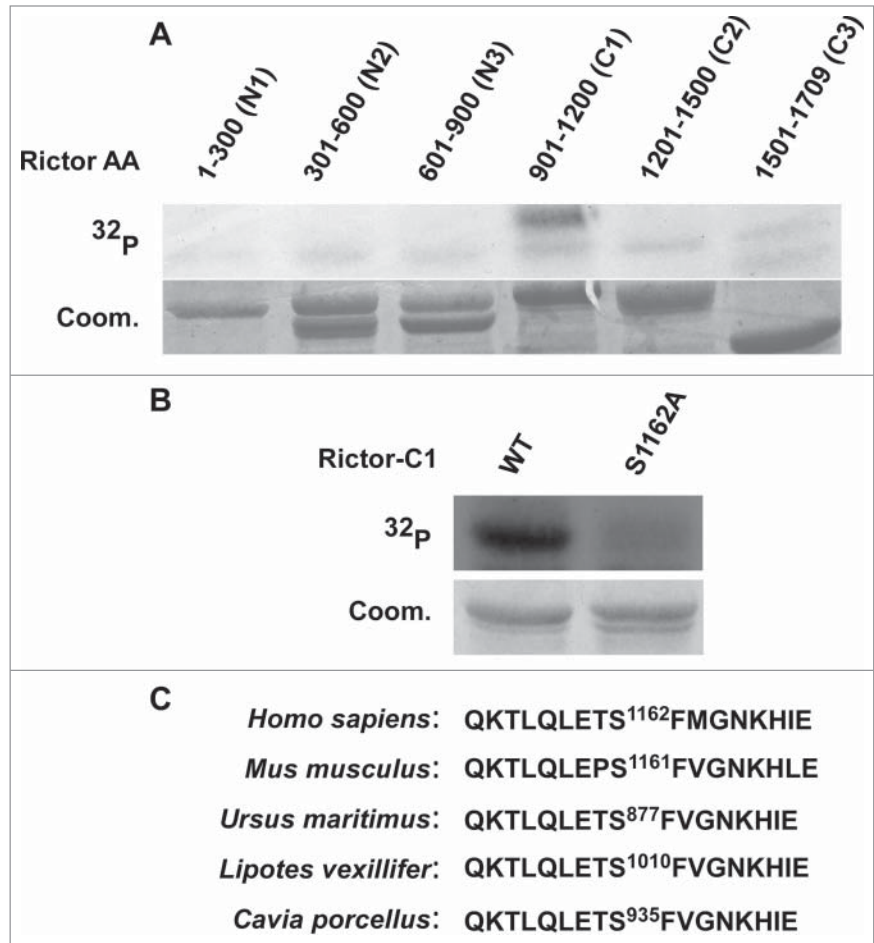 A
Rictor AA 1-300 (N1) 301-600 (N2) 601-900 (N3) 901-1200 (C1) 1201-1500 (C2) 1501-1709 (C3)
32P
Coom.
B
Rictor-C1 WT S1162A
32P
Coom.
C
Homo sapiens: QKTLQLETS1162FMGNKHIE
Mus musculus: QKTLQLEPS1161FVGNKHLE
Ursus maritimus: QKTLQLETS877FVGNKHIE
Lipotes vexillifer: QKTLQLETS1010FVGNKHIE
Cavia porcellus: QKTLQLETS935FVGNKHIE